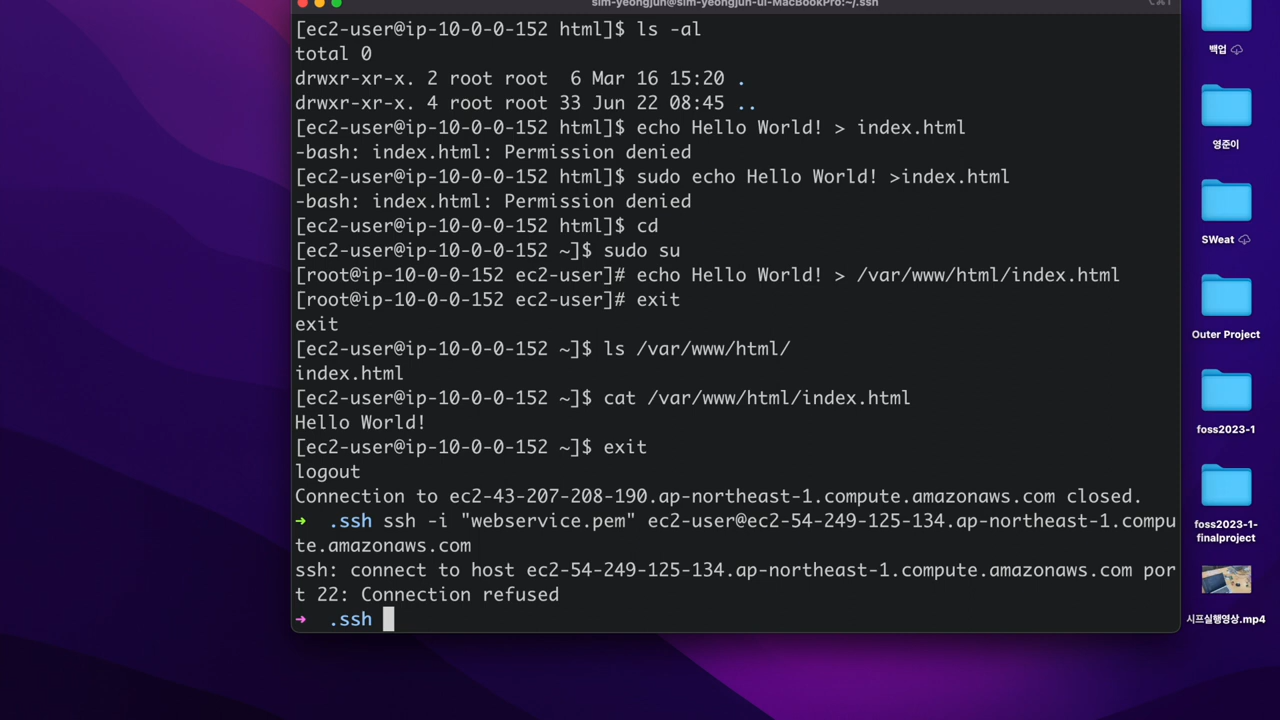 sim-yeongjun@sim-yeongjun-ui-MacBookPro:~/.ssh
[ec2-user@ip-10-0-0-152 html]$ ls -al
total 0
drwxr-xr-x. 2 root root  6 Mar 16 15:20 .
drwxr-xr-x. 4 root root 33 Jun 22 08:45 ..
[ec2-user@ip-10-0-0-152 html]$ echo Hello World! > index.html
-bash: index.html: Permission denied
[ec2-user@ip-10-0-0-152 html]$ sudo echo Hello World! >index.html
-bash: index.html: Permission denied
[ec2-user@ip-10-0-0-152 html]$ cd
[ec2-user@ip-10-0-0-152 ~]$ sudo su
[root@ip-10-0-0-152 ec2-user]# echo Hello World! > /var/www/html/index.html
[root@ip-10-0-0-152 ec2-user]# exit
exit
[ec2-user@ip-10-0-0-152 ~]$ ls /var/www/html/
index.html
[ec2-user@ip-10-0-0-152 ~]$ cat /var/www/html/index.html
Hello World!
[ec2-user@ip-10-0-0-152 ~]$ exit
logout
Connection to ec2-43-207-208-190.ap-northeast-1.compute.amazonaws.com closed.
➜  .ssh ssh -i "webservice.pem" ec2-user@ec2-54-249-125-134.ap-northeast-1.compu
te.amazonaws.com
ssh: connect to host ec2-54-249-125-134.ap-northeast-1.compute.amazonaws.com por
t 22: Connection refused
➜  .ssh
백업
영준이
SWeat
Outer Project
foss2023-1
foss2023-1-
finalproject
시프실행영상.mp4